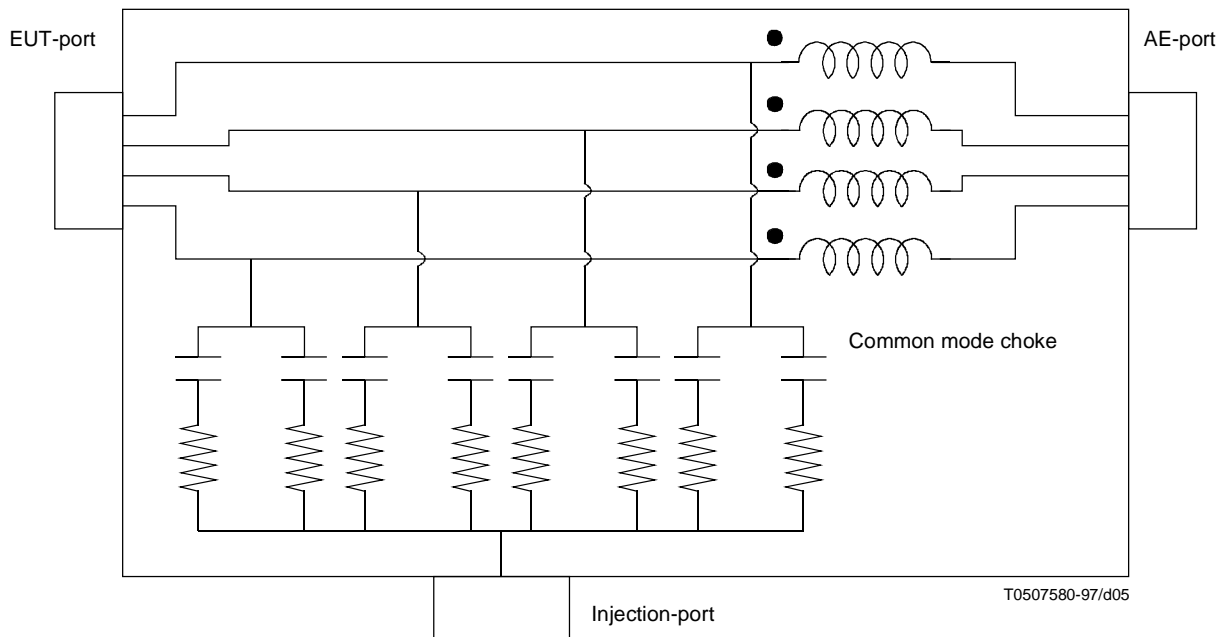 EUT-port
AE-port
Common mode choke
T0507580-97/d05
Injection-port